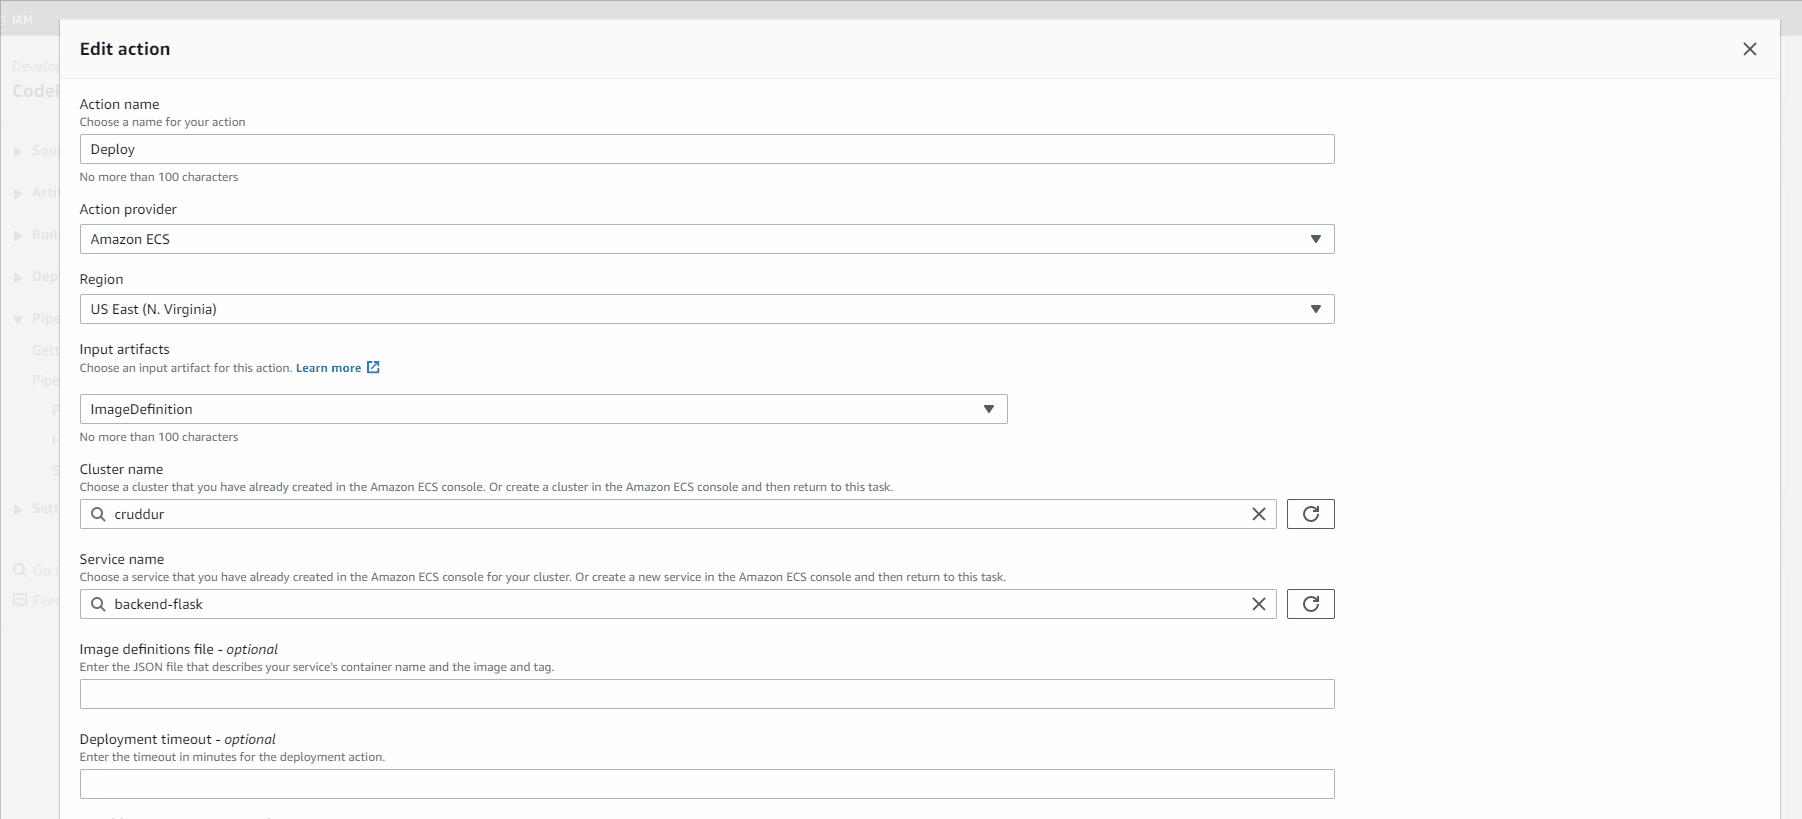 IAM
Edit action
Develop
CodeP
Action name
Choose a name for your action
Deploy
No more than 100 characters
Action provider
Amazon ECS
Region
US East (N. Virginia)
Input artifacts
Choose an input artifact for this action. Learn more
ImageDefinition
No more than 100 characters
Cluster name
Choose a cluster that you have already created in the Amazon ECS console. Or create a cluster in the Amazon ECS console and then return to this task.
cruddur
Service name
Choose a service that you have already created in the Amazon ECS console for your cluster. Or create a new service in the Amazon ECS console and then return to this task.
backend-flask
Image definitions file - optional
Enter the JSON file that describes your service's container name and the image and tag.
Deployment timeout - optional
Enter the timeout in minutes for the deployment action.
Sour
Artif
Build
Dep
Pipe
Gett
Pipe
P
H
S
Sett
Go t
Feed